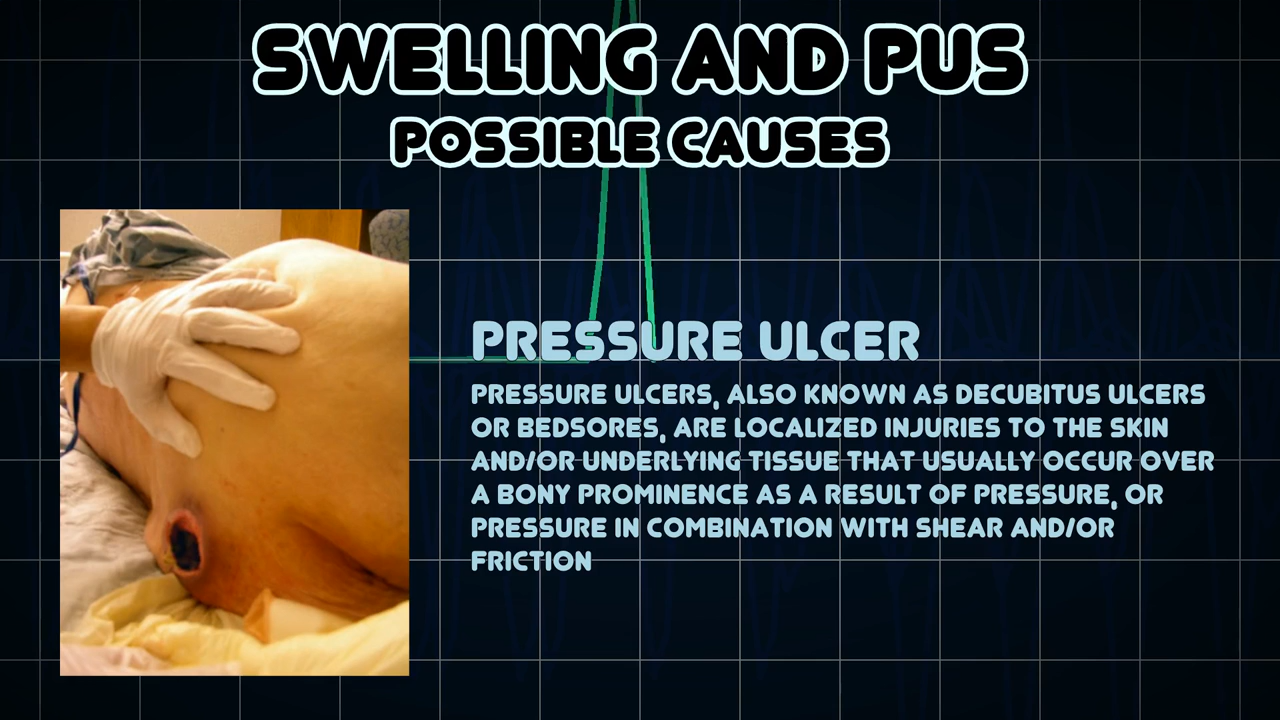 SWELLING AND PUS
POSSIBLE CAUSES
PRESSURE ULCER
PRESSURE ULCERS, ALSO KNOWN AS DECUBITUS ULCERS
OR BEDSORES, ARE LOCALIZED INJURIES TO THE SKIN
AND/OR UNDERLYING TISSUE THAT USUALLY OCCUR OVER
A BONY PROMINENCE AS A RESULT OF PRESSURE, OR
PRESSURE IN COMBINATION WITH SHEAR AND/OR
FRICTION